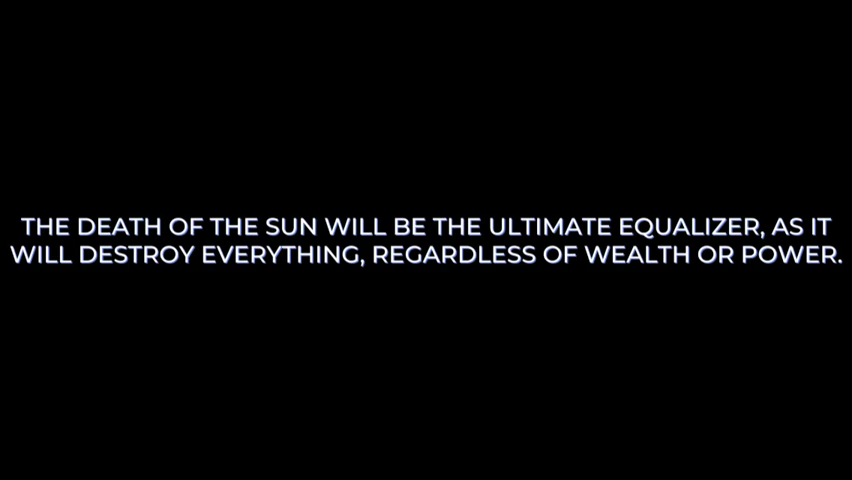 THE DEATH OF THE SUN WILL BE THE ULTIMATE EQUALIZER, AS IT
WILL DESTROY EVERYTHING, REGARDLESS OF WEALTH OR POWER.